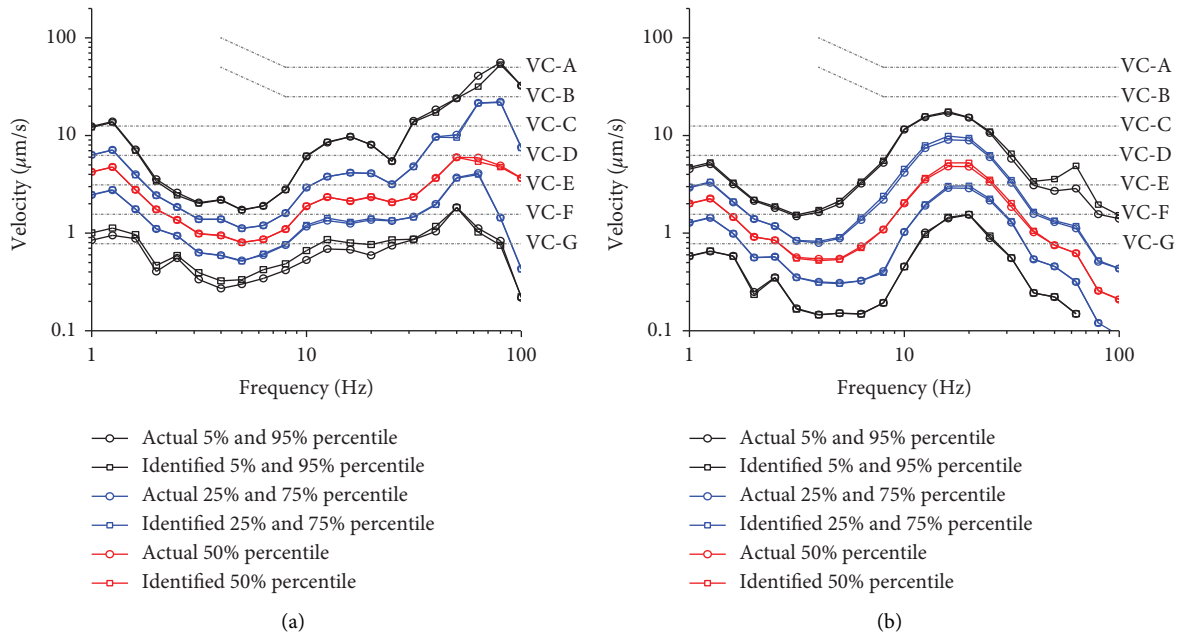 100
10
1
0.1
Velocity (μm/s)
1
10
100
Frequency (Hz)
VC-A
VC-B
VC-C
VC-D
VC-E
VC-F
VC-G
Actual 5% and 95% percentile
Identified 5% and 95% percentile
Actual 25% and 75% percentile
Identified 25% and 75% percentile
Actual 50% percentile
Identified 50% percentile
(a)
100
10
1
0.1
Velocity (μm/s)
1
10
100
Frequency (Hz)
VC-A
VC-B
VC-C
VC-D
VC-E
VC-F
VC-G
Actual 5% and 95% percentile
Identified 5% and 95% percentile
Actual 25% and 75% percentile
Identified 25% and 75% percentile
Actual 50% percentile
Identified 50% percentile
(b)